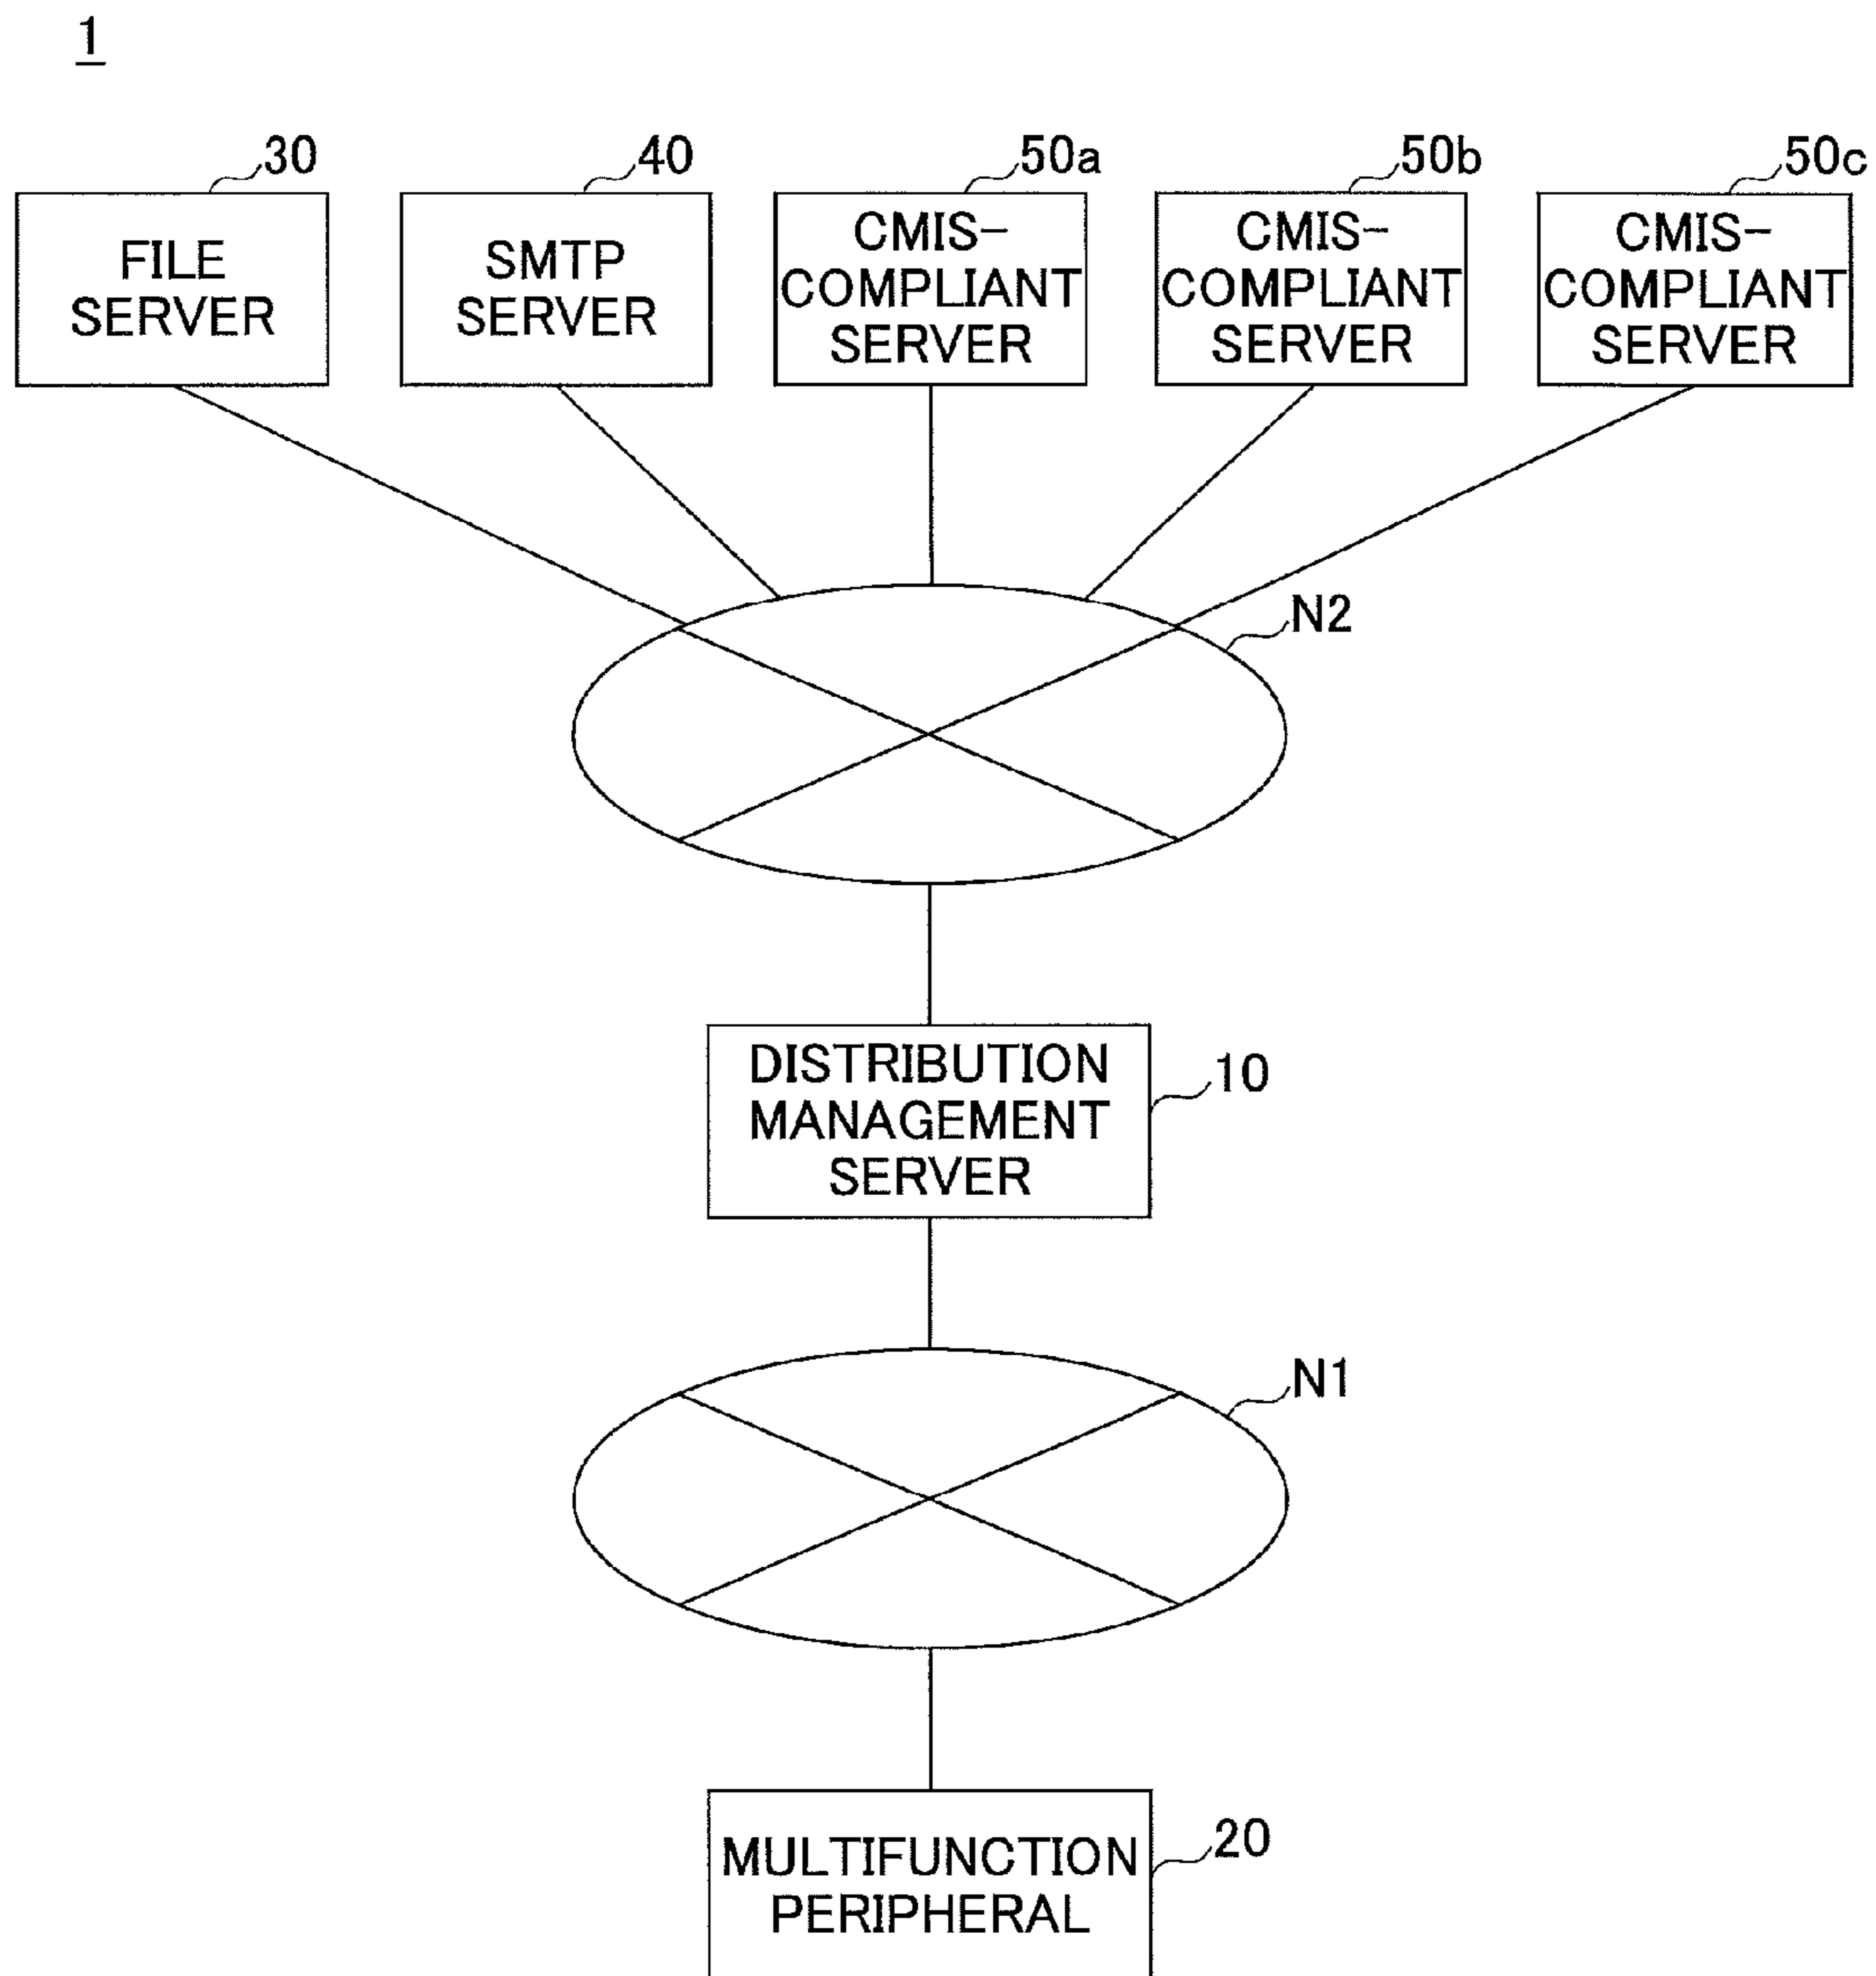 1
30
40
50a
50b
50c
FILE
SERVER
SMTP
SERVER
CMIS-
COMPLIANT
SERVER
CMIS-
COMPLIANT
SERVER
CMIS-
COMPLIANT
SERVER
N2
DISTRIBUTION
MANAGEMENT
SERVER
10
N1
MULTIFUNCTION
PERIPHERAL
20